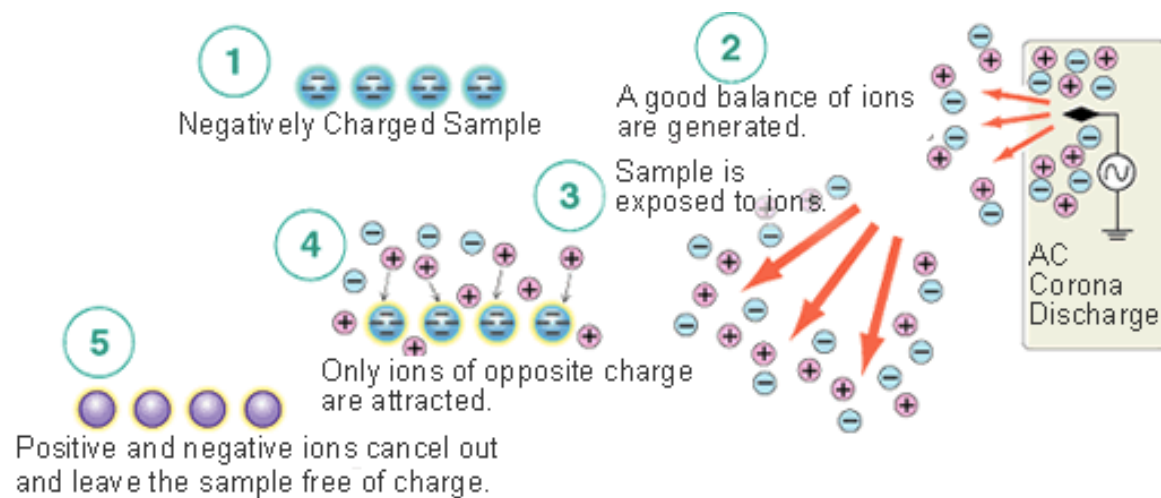 1
Negatively Charged Sample
2
A good balance of ions
are generated.
3
Sample is
exposed to ions.
AC
Corona
Discharge
4
Only ions of opposite charge
are attracted.
5
Positive and negative ions cancel out
and leave the sample free of charge.